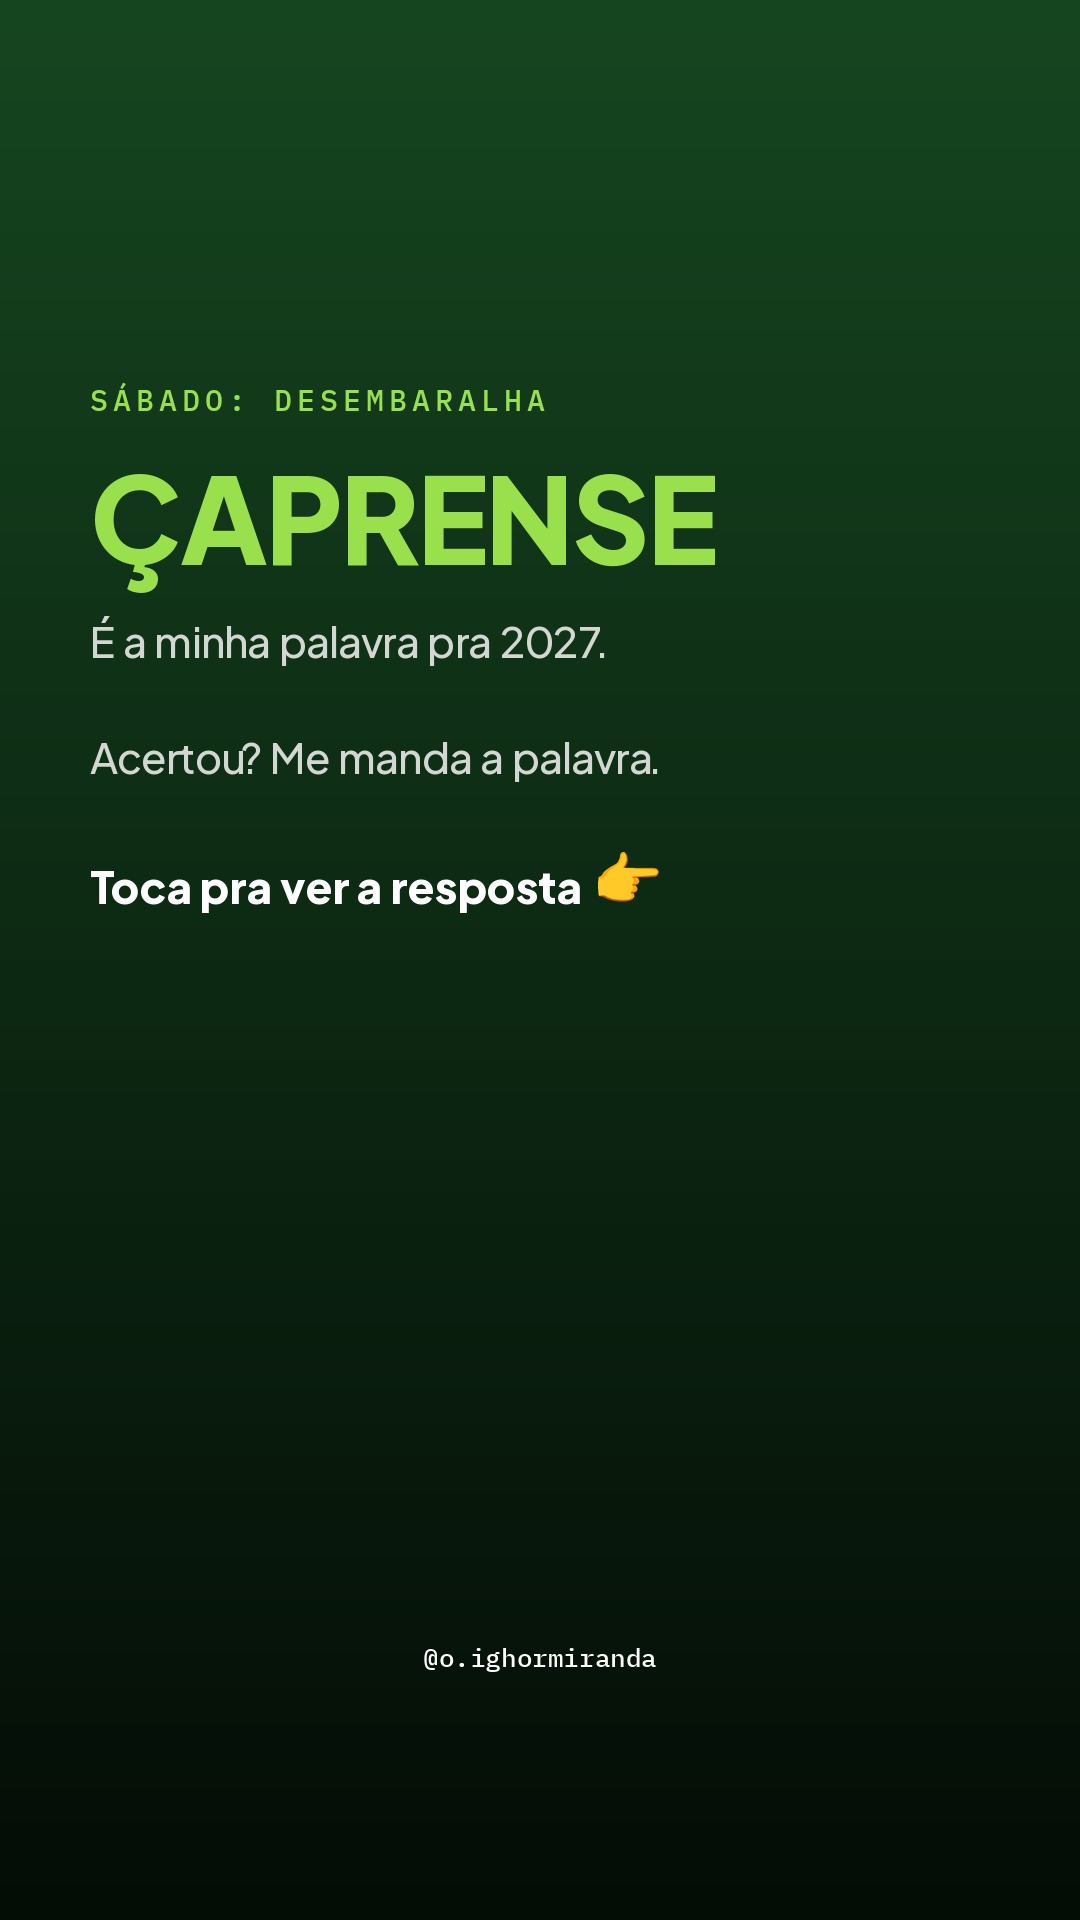 SÁBADO: DESEMBARALHA
ÇAPRENSE
É a minha palavra pra 2027.
Acertou? Me manda a palavra.
Toca pra ver a resposta 👉
@o.ighormiranda